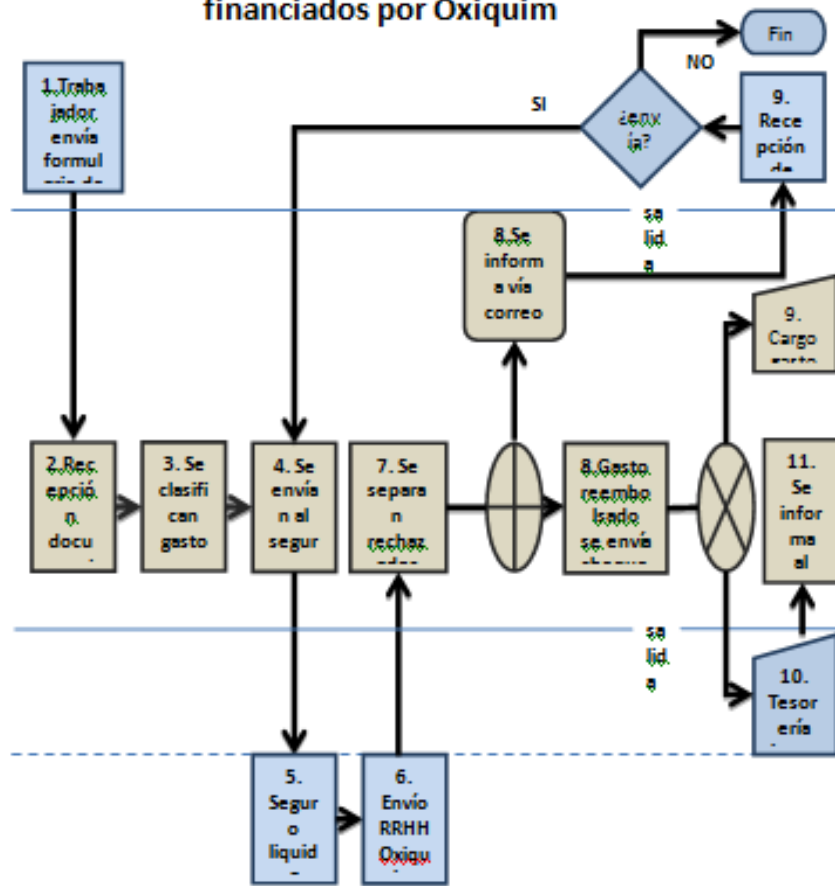 financiados por Oxiquim
Fin
NO
SI
1.Traba
jador
envía
formul
¿env
ía?
9.
Rece
pción
de
sa
lid
a
8.Se
inform
a vía
correo
9.
Cargo
gasto
2.Rec
epció
n
docu
3. Se
clasifi
can
gasto
4. Se
envía
n al
segur
7. Se
separa
n
rechaz
8.Gasto
reembo
lsado
se envía
cheque
11.
Se
infor
ma
al
sa
lid
a
10.
Tesor
ería
5.
Segur
o
liquid
6.
Envío
RRHH
Oxiqu